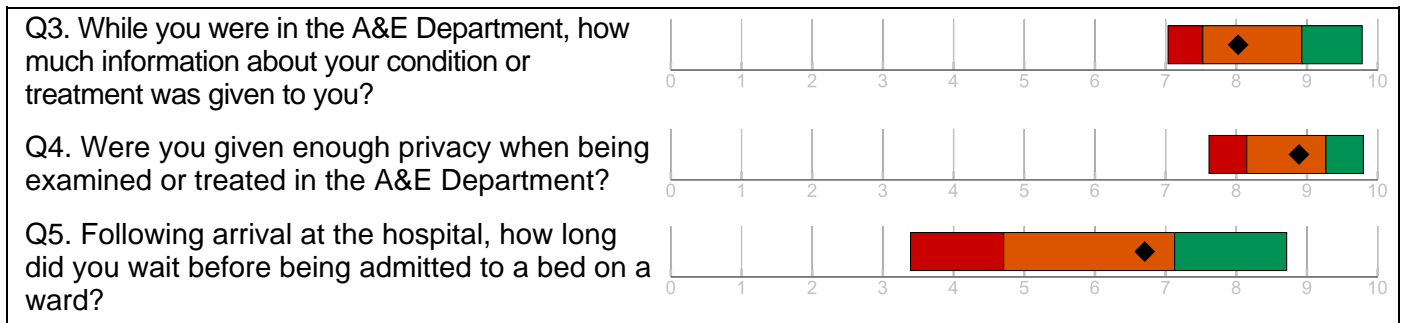 Q3. While you were in the A&E Department, how
much information about your condition or
treatment was given to you?
0 1 2 3 4 5 6 7 8 9 10
Q4. Were you given enough privacy when being
examined or treated in the A&E Department?
0 1 2 3 4 5 6 7 8 9 10
Q5. Following arrival at the hospital, how long
did you wait before being admitted to a bed on a
ward?
0 1 2 3 4 5 6 7 8 9 10